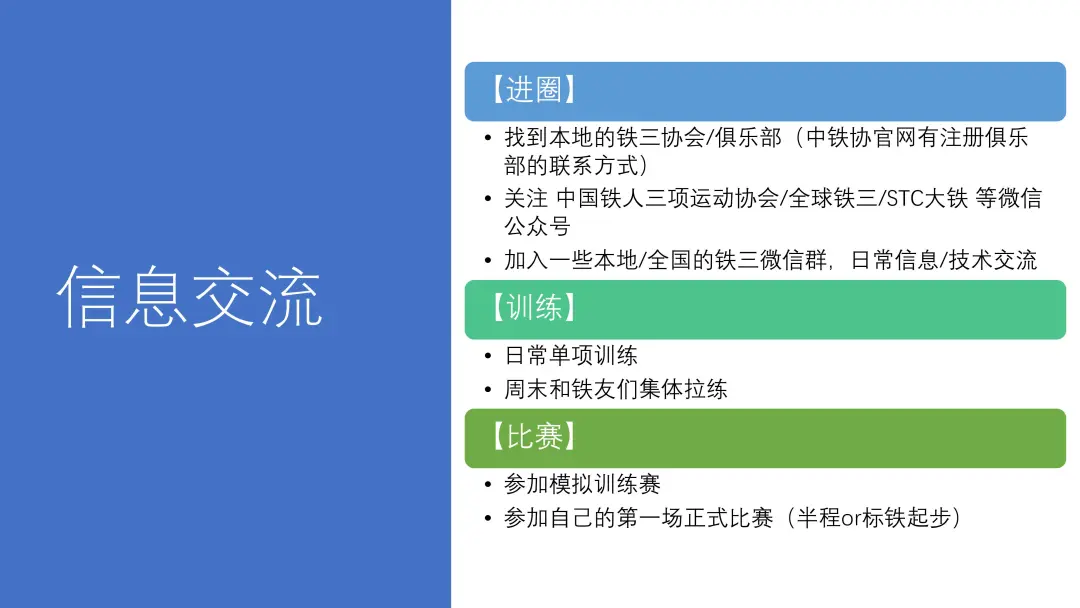 信息交流
【进圈】
• 找到本地的铁三协会/俱乐部（中铁协官网有注册俱乐
部的联系方式）
• 关注 中国铁人三项运动协会/全球铁三/STC大铁 等微信
公众号
• 加入一些本地/全国的铁三微信群，日常信息/技术交流
【训练】
• 日常单项训练
• 周末和铁友们集体拉练
【比赛】
• 参加模拟训练赛
• 参加自己的第一场正式比赛（半程or标铁起步）